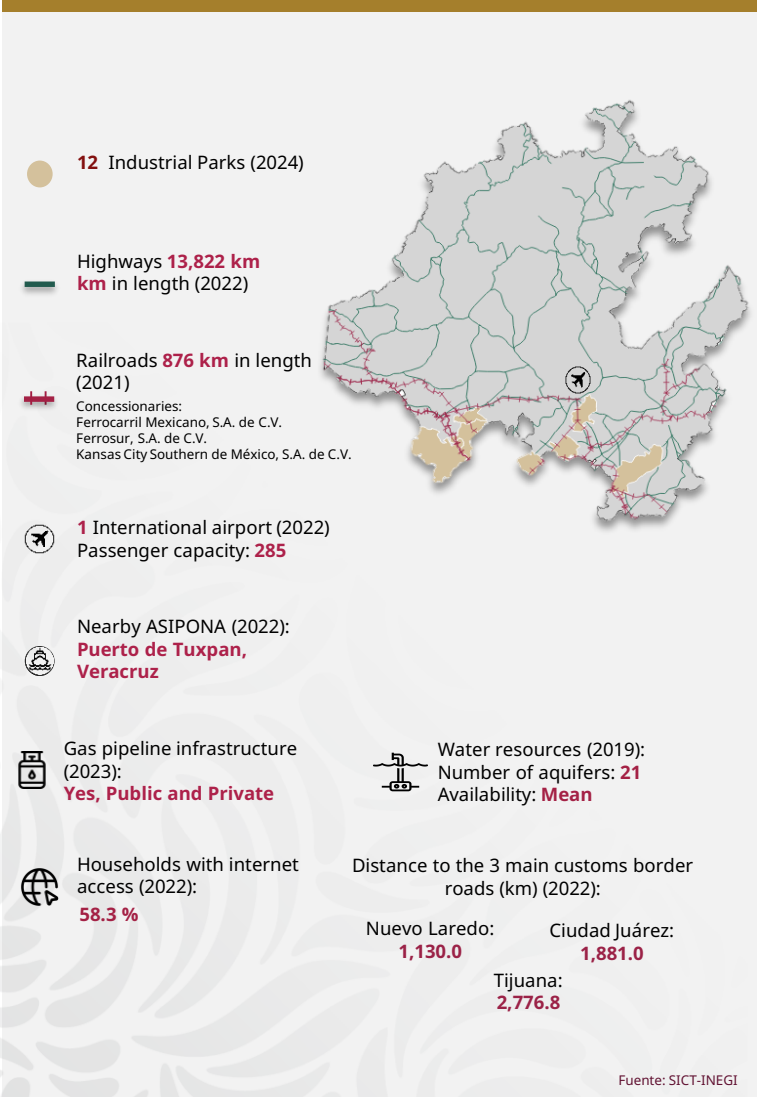 12 Industrial Parks (2024)
Highways 13,822 km
km in length (2022)
Railroads 876 km in length
(2021)
Concessionaries:
Ferrocarril Mexicano, S.A. de C.V.
Ferrosur, S.A. de C.V.
Kansas City Southern de México, S.A. de C.V.
1 International airport (2022)
Passenger capacity: 285
Nearby ASIPONA (2022):
Puerto de Tuxpan,
Veracruz
Gas pipeline infrastructure
(2023):
Yes, Public and Private
Water resources (2019):
Number of aquifers: 21
Availability: Mean
Households with internet
access (2022):
58.3 %
Distance to the 3 main customs border
roads (km) (2022):
Nuevo Laredo:
1,130.0
Ciudad Juárez:
1,881.0
Tijuana:
2,776.8
Fuente: SICT-INEGI